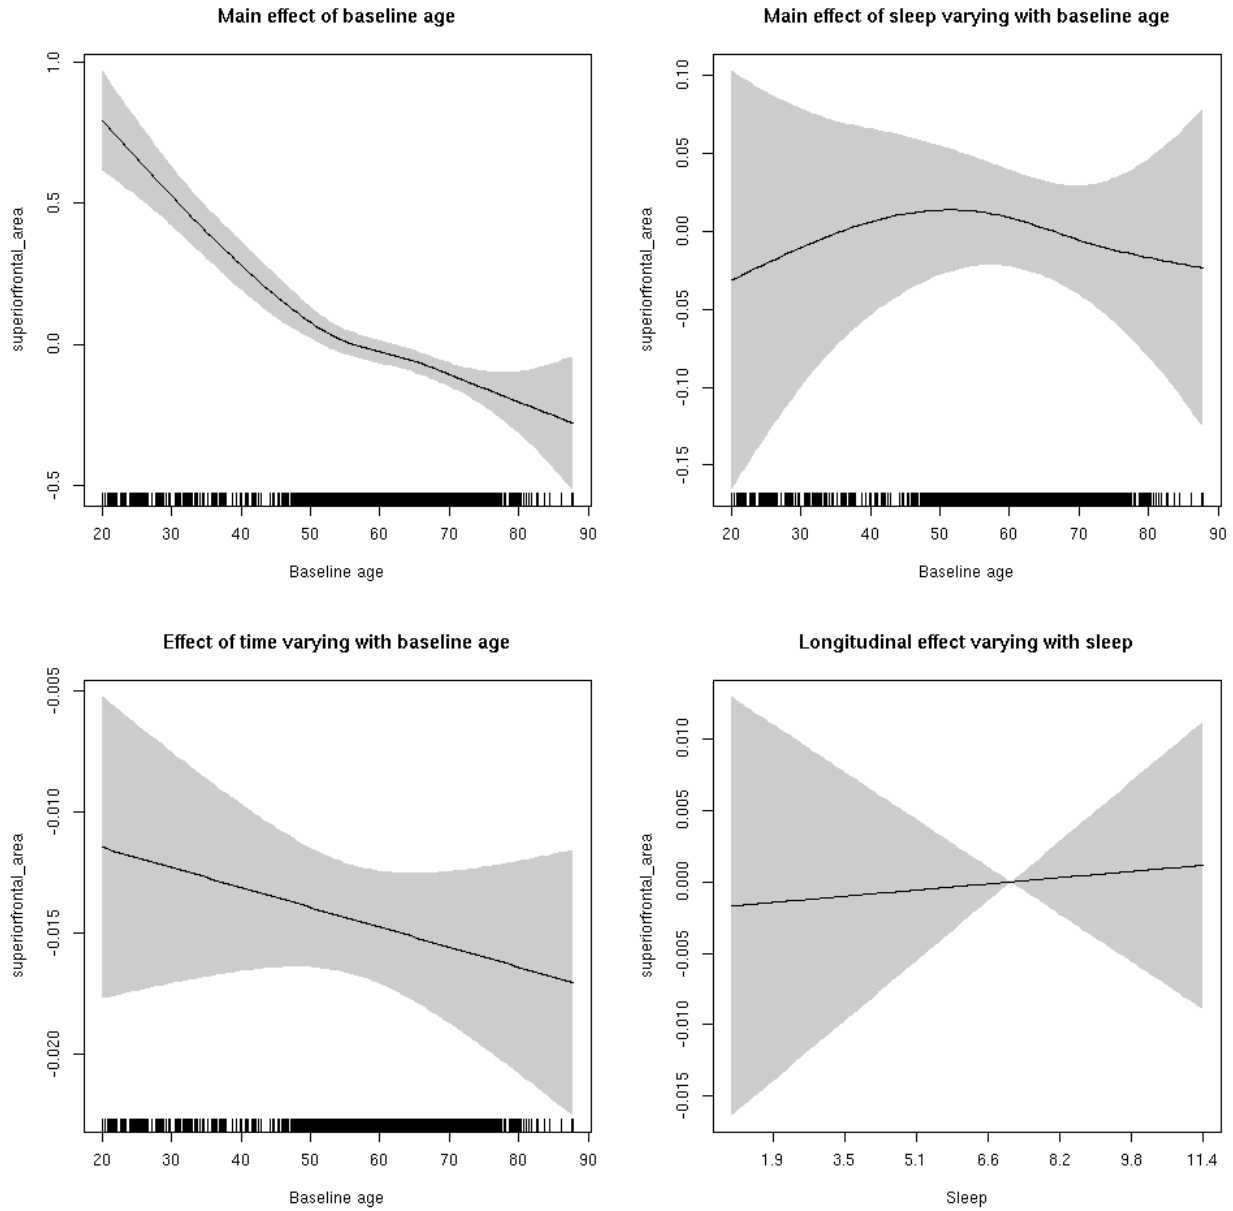 Main effect of baseline age
1.0
0.5
0.0
-0.5
superiorfrontal_area
20 30 40 50 60 70 80 90
Baseline age
Main effect of sleep varying with baseline age
0.10
0.05
0.00
-0.05
-0.10
-0.15
superiorfrontal_area
20 30 40 50 60 70 80 90
Baseline age
Effect of time varying with baseline age
-0.005
-0.010
-0.015
-0.020
superiorfrontal_area
20 30 40 50 60 70 80 90
Baseline age
Longitudinal effect varying with sleep
0.010
0.005
0.000
-0.005
-0.010
-0.015
superiorfrontal_area
1.9 3.5 5.1 6.6 8.2 9.8 11.4
Sleep